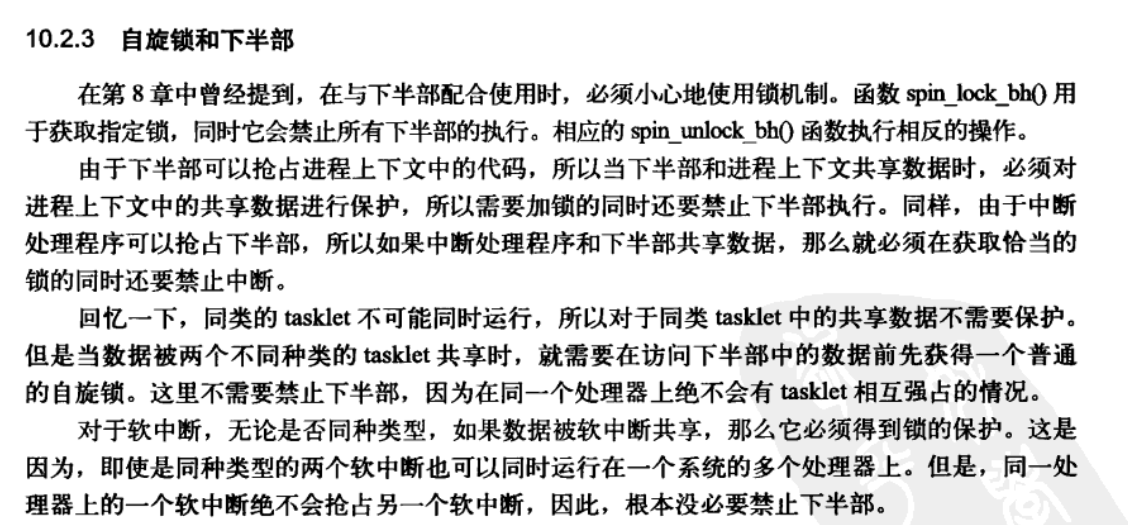 10.2.3 自旋锁和下半部
在第 8 章中曾经提到，在与下半部配合使用时，必须小心地使用锁机制。函数 spin_lock_bh() 用
于获取指定锁，同时它会禁止所有下半部的执行。相应的 spin_unlock_bh() 函数执行相反的操作。
由于下半部可以抢占进程上下文中的代码，所以当下半部和进程上下文共享数据时，必须对
进程上下文中的共享数据进行保护，所以需要加锁的同时还要禁止下半部执行。同样，由于中断
处理程序可以抢占下半部，所以如果中断处理程序和下半部共享数据，那么就必须在获取恰当的
锁的同时还要禁止中断。
回忆一下，同类的 tasklet 不可能同时运行，所以对于同类 tasklet 中的共享数据不需要保护。
但是当数据被两个不同种类的 tasklet 共享时，就需要在访问下半部中的数据前先获得一个普通
的自旋锁。这里不需要禁止下半部，因为在同一个处理器上绝不会有 tasklet 相互强占的情况。
对于软中断，无论是否同种类型，如果数据被软中断共享，那么它必须得到锁的保护。这是
因为，即使是同种类型的两个软中断也可以同时运行在一个系统的多个处理器上。但是，同一处
理器上的一个软中断绝不会抢占另一个软中断，因此，根本没必要禁止下半部。